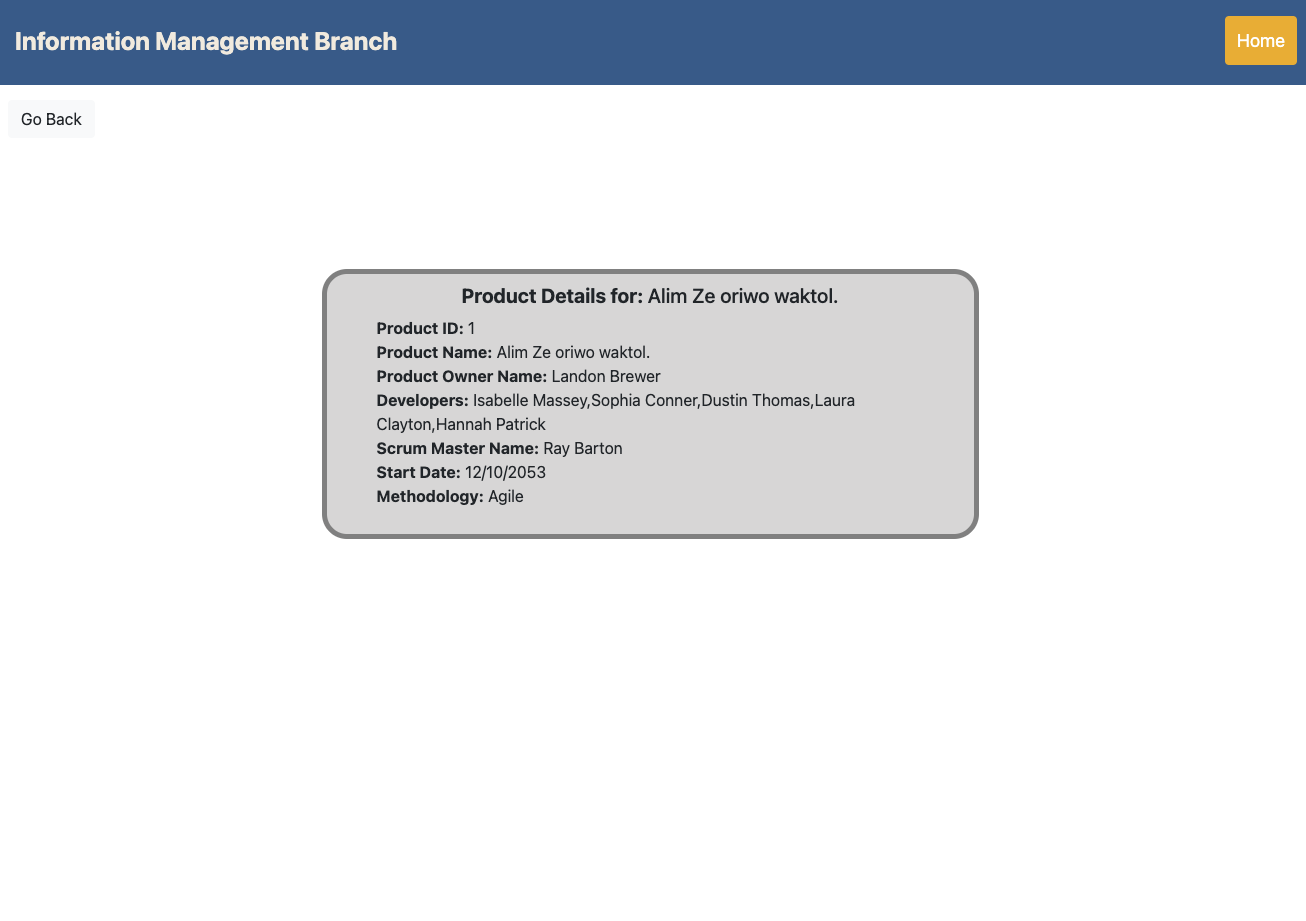 Information Management Branch
Home
Go Back
Product Details for: Alim Ze oriwo waktol.
Product ID: 1
Product Name: Alim Ze oriwo waktol.
Product Owner Name: Landon Brewer
Developers: Isabelle Massey,Sophia Conner,Dustin Thomas,Laura
Clayton,Hannah Patrick
Scrum Master Name: Ray Barton
Start Date: 12/10/2053
Methodology: Agile